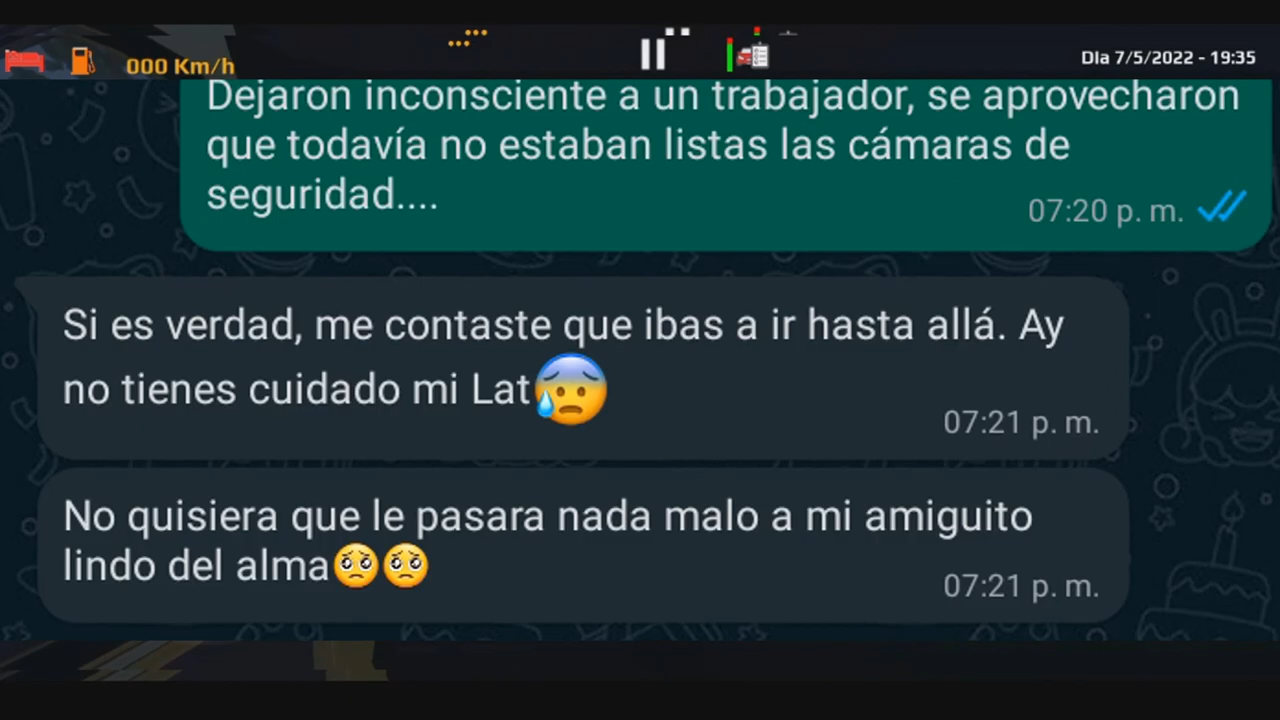 000 Km/h
Dia 7/5/2022 - 19:35
Dejaron inconsciente a un trabajador, se aprovecharon
que todavía no estaban listas las cámaras de
seguridad....
07:20 p. m.
Si es verdad, me contaste que ibas a ir hasta allá. Ay
no tienes cuidado mi Lat😰
07:21 p. m.
No quisiera que le pasara nada malo a mi amiguito
lindo del alma🥺🥺
07:21 p. m.